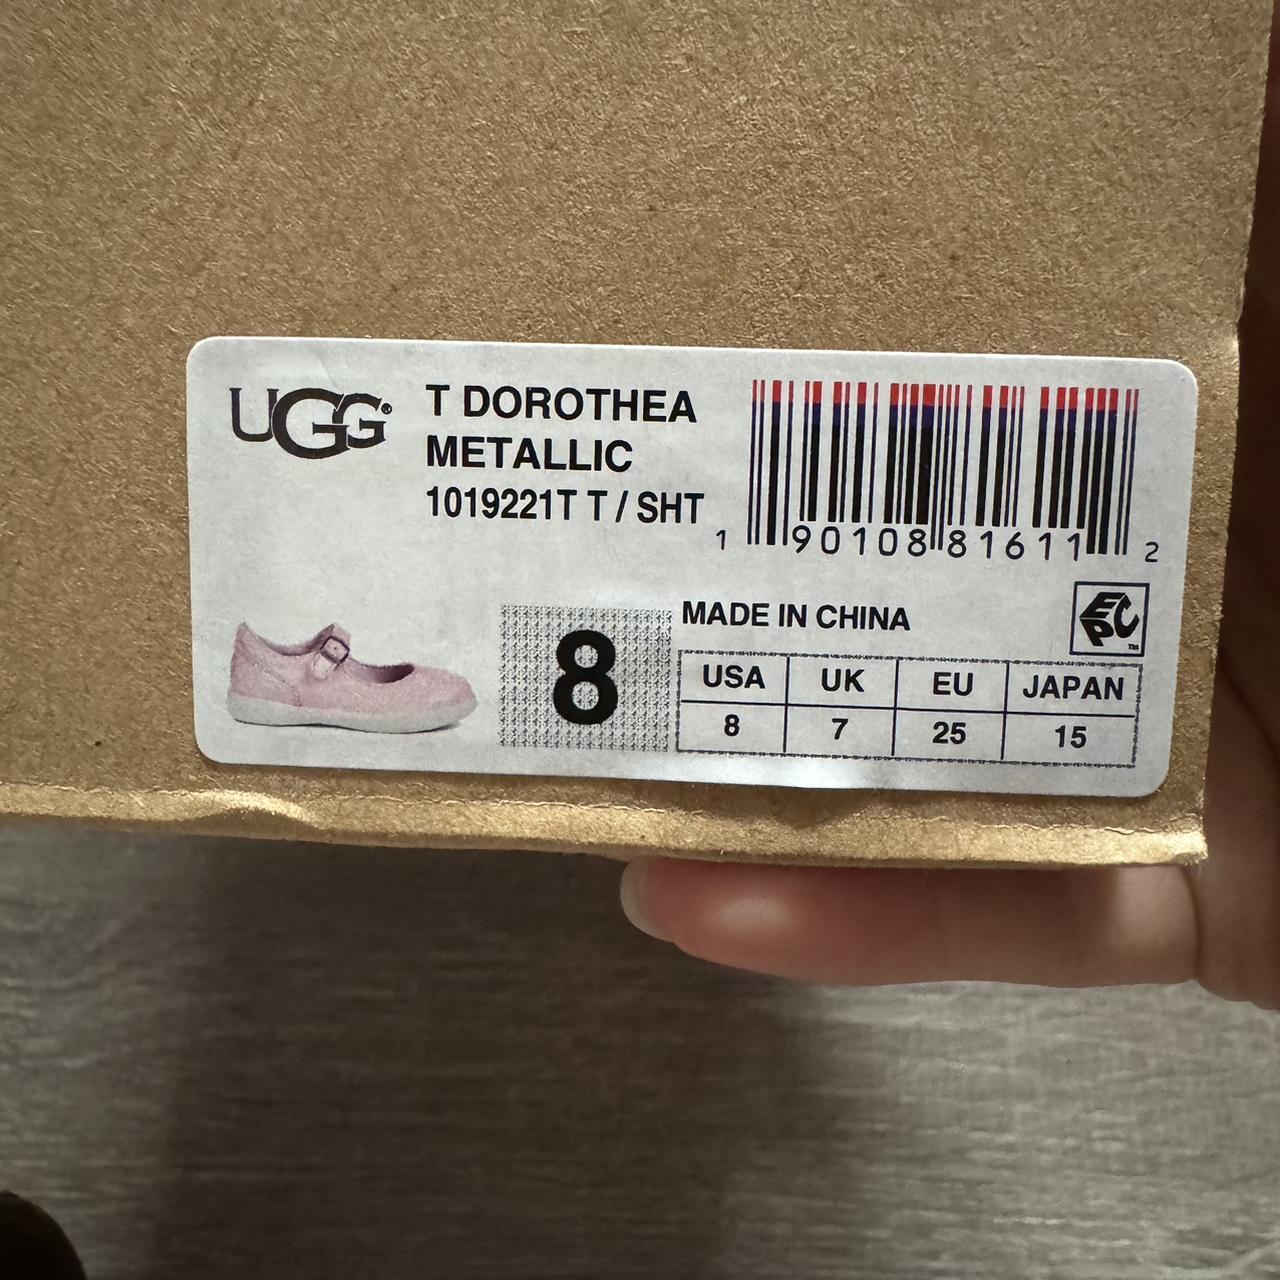 UGG®
T DOROTHEA
METALLIC
1019221T T / SHT
1 90108 81611 2
8
MADE IN CHINA
EPC™
USA UK EU JAPAN
8 7 25 15